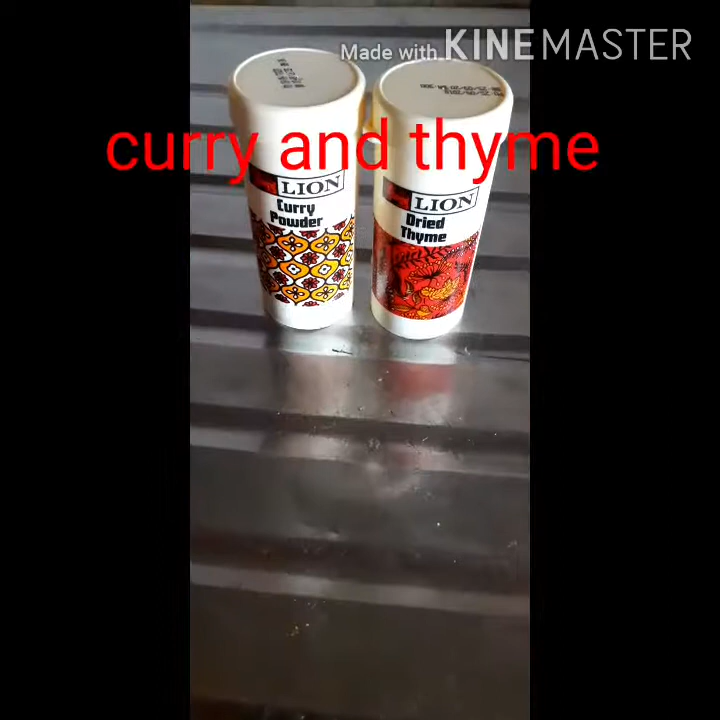 Made with KINEMASTER
curry and thyme
LION
Curry
Powder
LION
Dried
Thyme